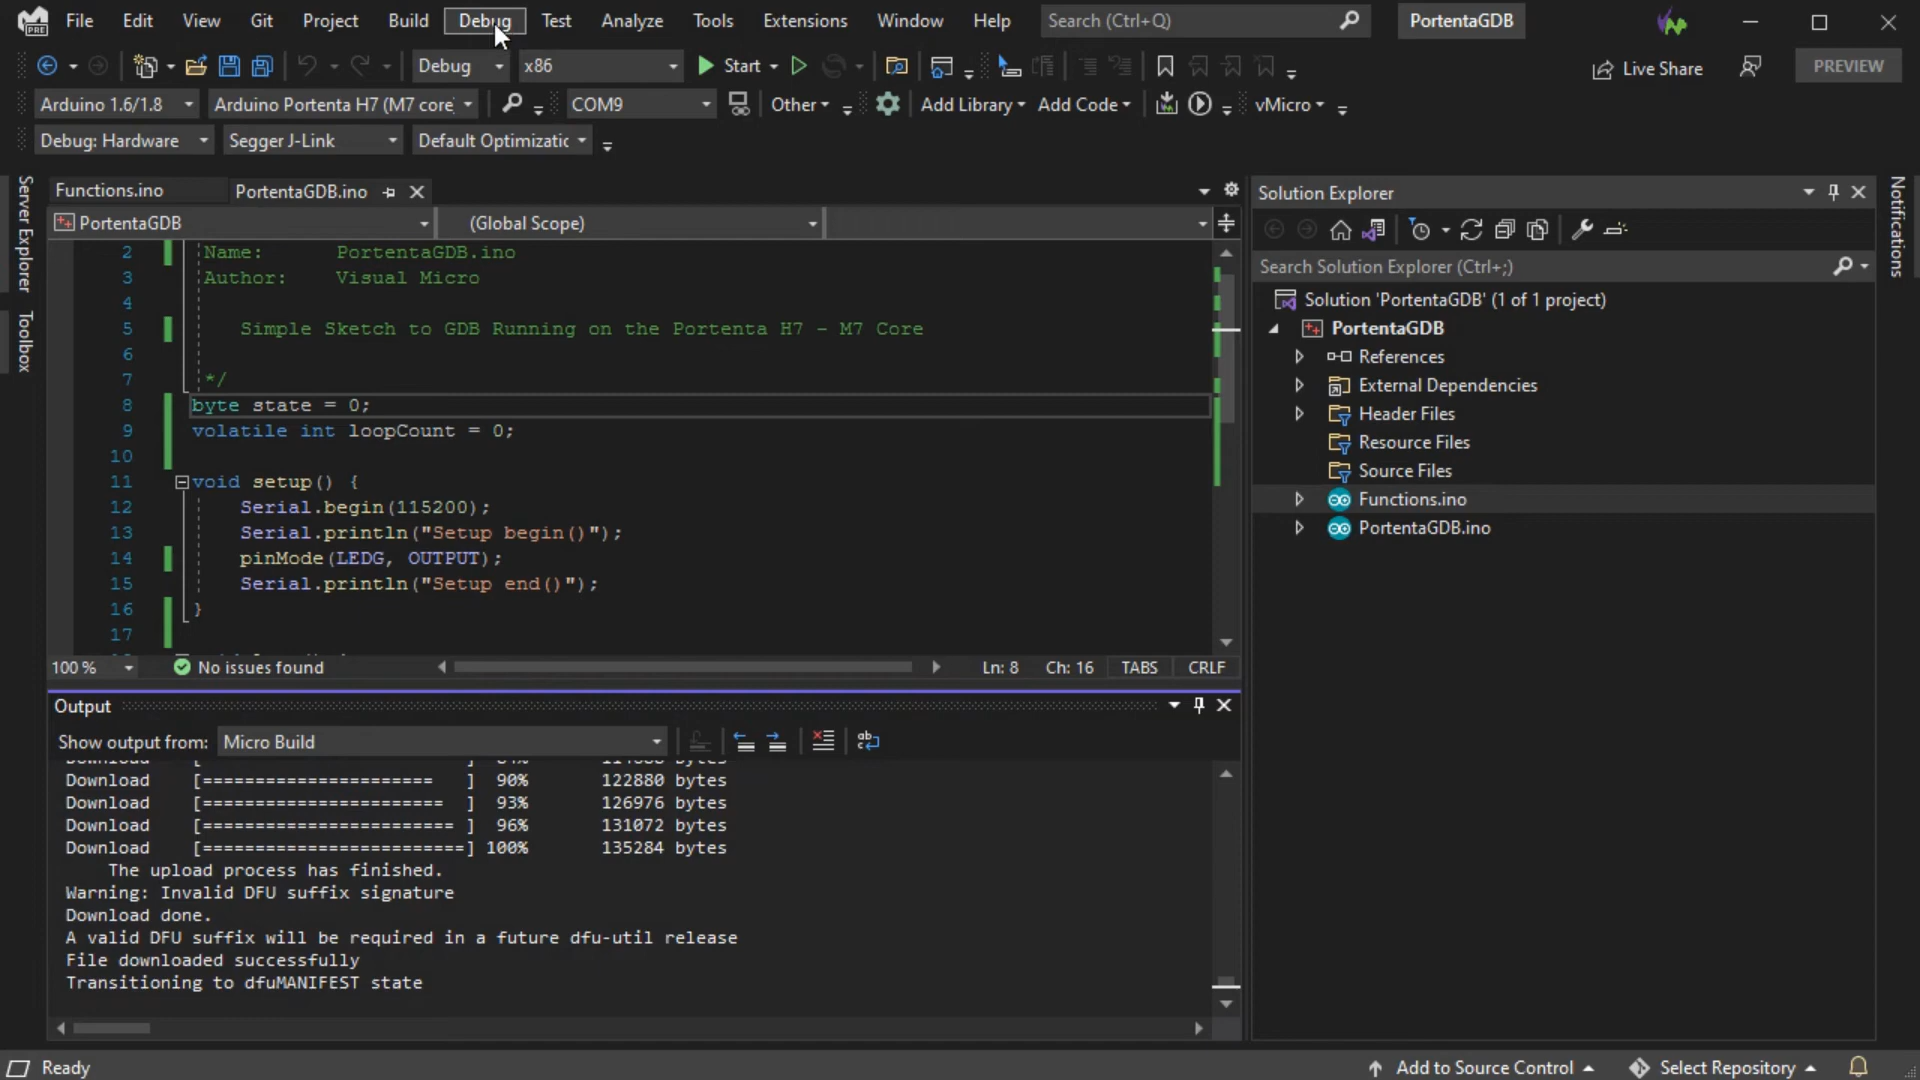 File Edit View Git Project Build Debug Test Analyze Tools Extensions Window Help Search (Ctrl+Q) PortentaGDB
PRE
Debug x86 Start Live Share PREVIEW
Arduino 1.6/1.8 Arduino Portenta H7 (M7 core) COM9 Other Add Library Add Code vMicro
Debug: Hardware Segger J-Link Default Optimizatic
Server Explorer
Toolbox
Functions.ino PortentaGDB.ino
PortentaGDB (Global Scope)
2 Name: PortentaGDB.ino
3 Author: Visual Micro
4
5 Simple Sketch to GDB Running on the Portenta H7 - M7 Core
6
7 */
8 byte state = 0;
9 volatile int loopCount = 0;
10
11 void setup() {
12 Serial.begin(115200);
13 Serial.println("Setup begin()");
14 pinMode(LEDG, OUTPUT);
15 Serial.println("Setup end()");
16 }
17
100 % No issues found Ln: 8 Ch: 16 TABS CRLF
Output
Show output from: Micro Build
Download [======================= ] 90% 122880 bytes
Download [======================== ] 93% 126976 bytes
Download [======================== ] 96% 131072 bytes
Download [=========================] 100% 135284 bytes
The upload process has finished.
Warning: Invalid DFU suffix signature
Download done.
A valid DFU suffix will be required in a future dfu-util release
File downloaded successfully
Transitioning to dfuMANIFEST state
Solution Explorer
Search Solution Explorer (Ctrl+;)
Solution 'PortentaGDB' (1 of 1 project)
PortentaGDB
References
External Dependencies
Header Files
Resource Files
Source Files
Functions.ino
PortentaGDB.ino
Notifications
Ready Add to Source Control Select Repository